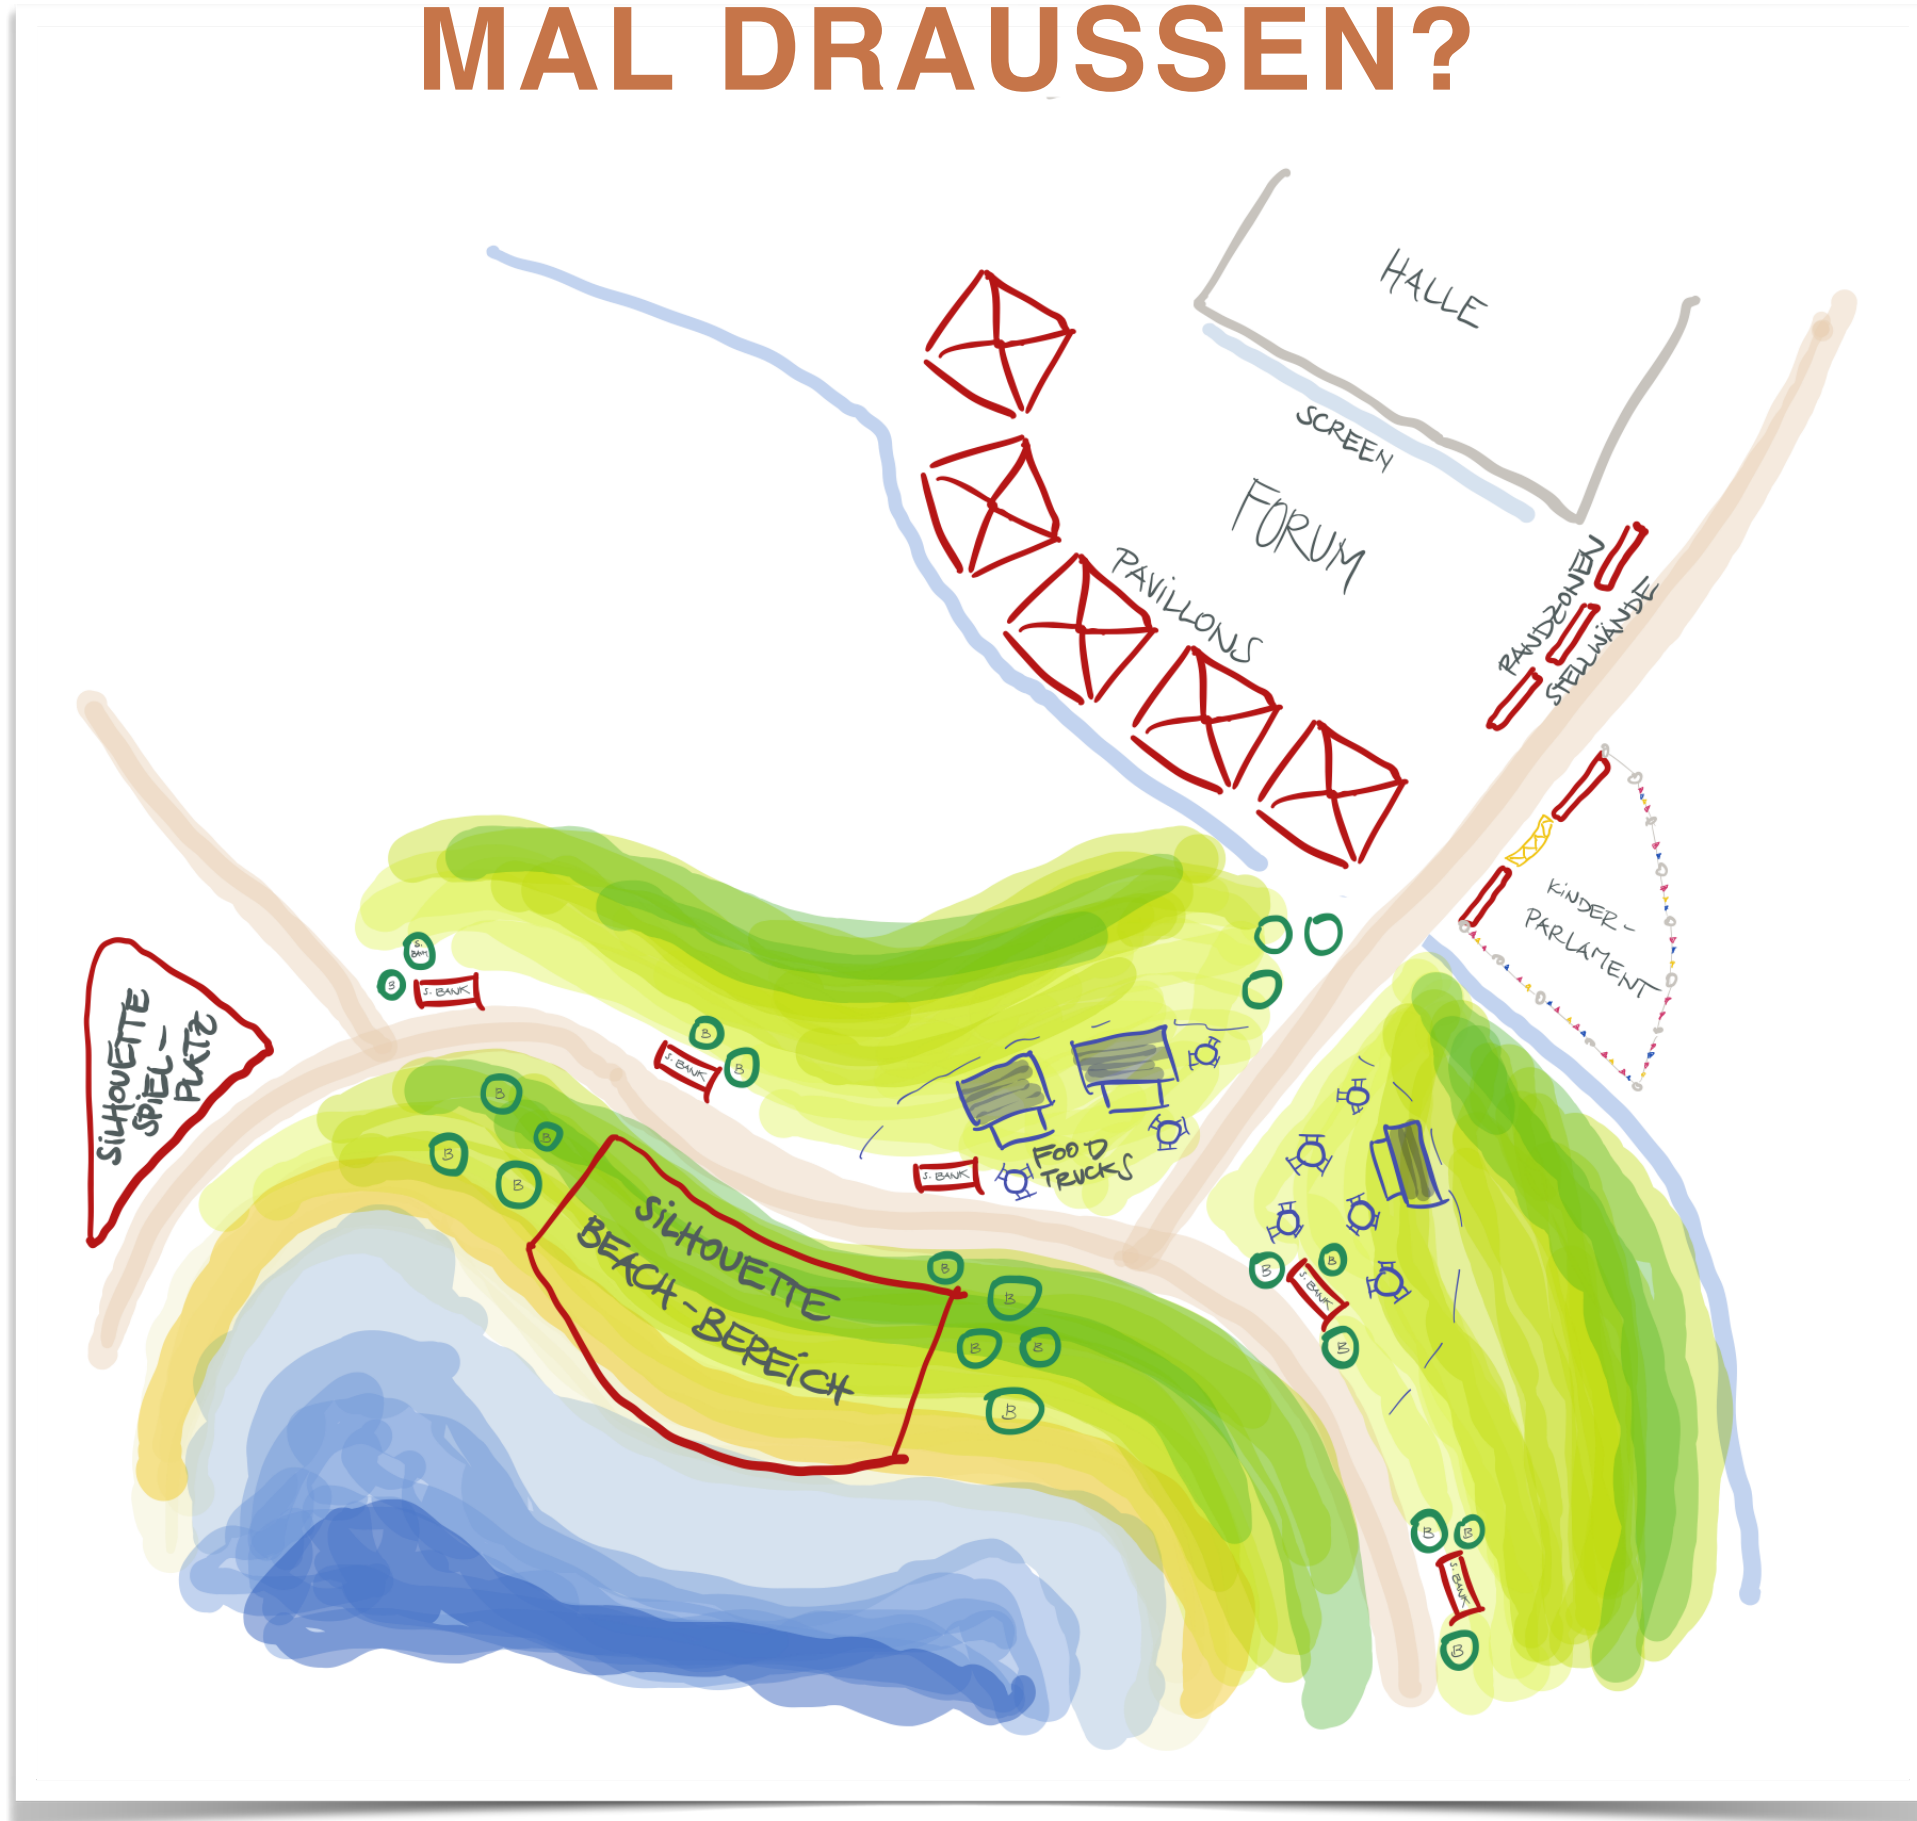 MAL DRAUSSEN?
HALLE
SCREEN
FORUM
PAVILLONS
RANDZONEN
STELLWÄNDE
KINDER-
PARLAMENT
SILHOUETTE
SPIEL-
PLATZ
S.
BANK
B
S. BANK
B
S. BANK
B
FOOD
TRUCKS
S. BANK
B
B
B
B
SILHOUETTE
BEACH-BEREICH
B
B
B
B
B
B
B
S. BANK
B
B
B
S. BANK
B